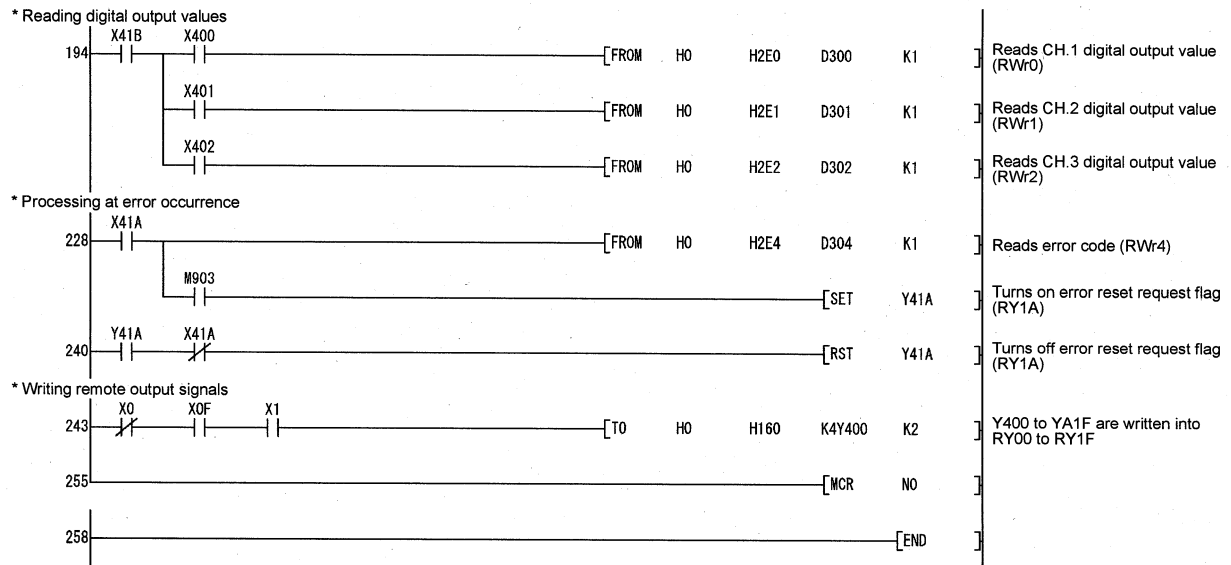 * Reading digital output values
X41B X400
194 [FROM H0 H2E0 D300 K1 ] Reads CH.1 digital output value
(RWr0)
X401
[FROM H0 H2E1 D301 K1 ] Reads CH.2 digital output value
(RWr1)
X402
[FROM H0 H2E2 D302 K1 ] Reads CH.3 digital output value
(RWr2)
* Processing at error occurrence
X41A
228 [FROM H0 H2E4 D304 K1 ] Reads error code (RWr4)
M903
[SET Y41A ] Turns on error reset request flag
(RY1A)
Y41A X41A
240 [RST Y41A ] Turns off error reset request flag
(RY1A)
* Writing remote output signals
X0 X0F X1
243 [TO H0 H160 K4Y400 K2 ] Y400 to YA1F are written into
RY00 to RY1F
255 [MCR N0 ]
258 [END ]